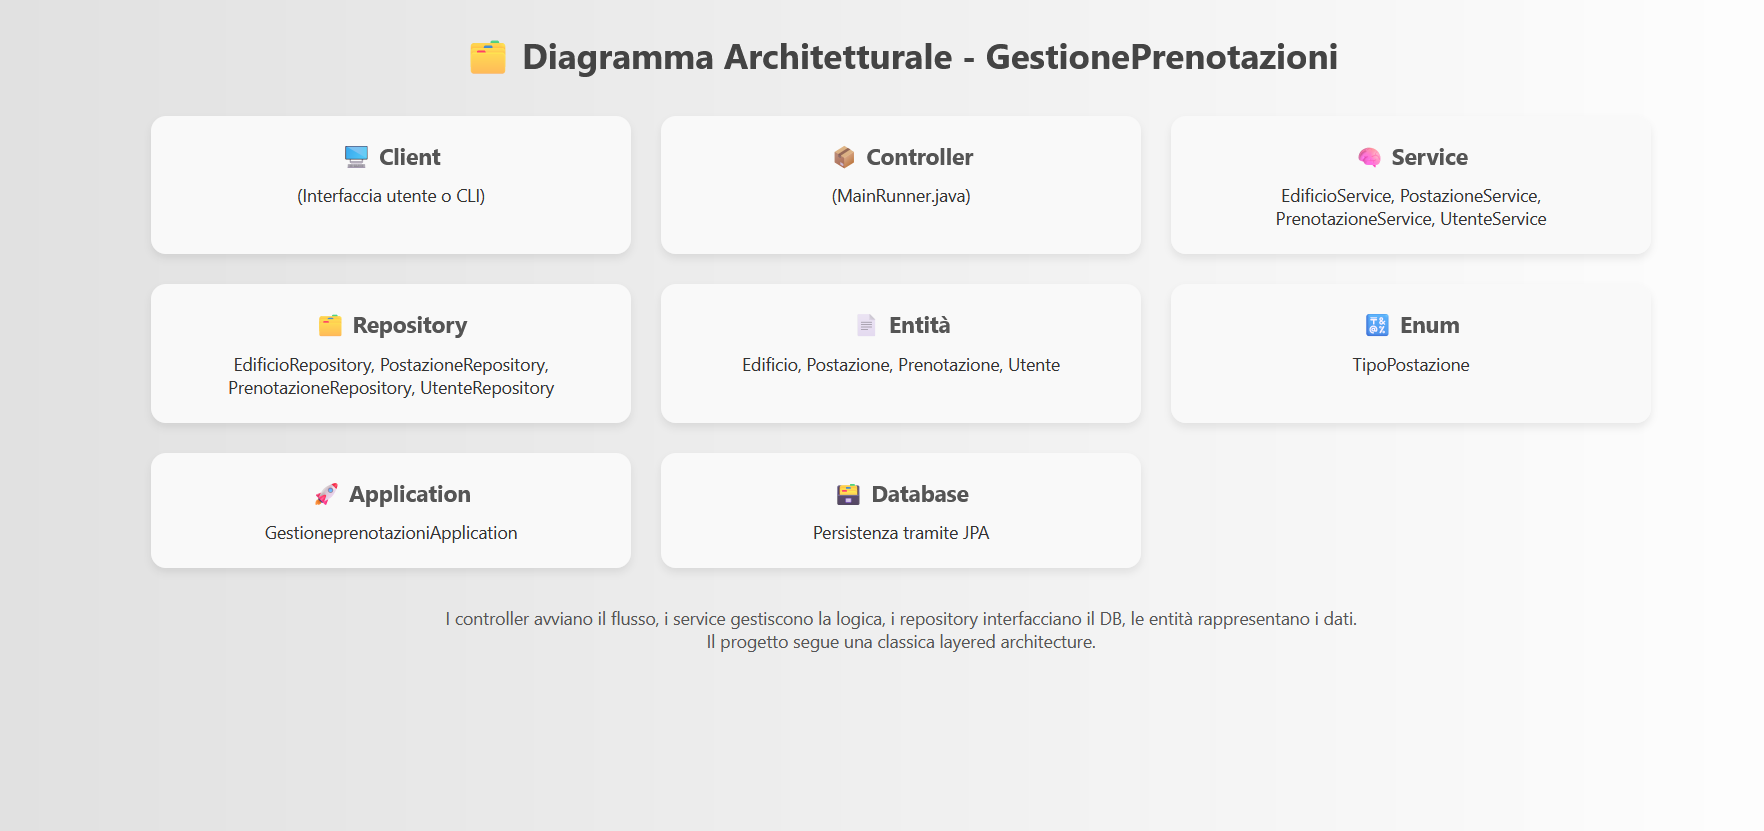 Diagramma Architetturale - GestionePrenotazioni
Client
(Interfaccia utente o CLI)
Controller
(MainRunner.java)
Service
EdificioService, PostazioneService,
PrenotazioneService, UtenteService
Repository
EdificioRepository, PostazioneRepository,
PrenotazioneRepository, UtenteRepository
Entità
Edificio, Postazione, Prenotazione, Utente
Enum
TipoPostazione
Application
GestioneprenotazioniApplication
Database
Persistenza tramite JPA
I controller avviano il flusso, i service gestiscono la logica, i repository interfacciano il DB, le entità rappresentano i dati.
Il progetto segue una classica layered architecture.